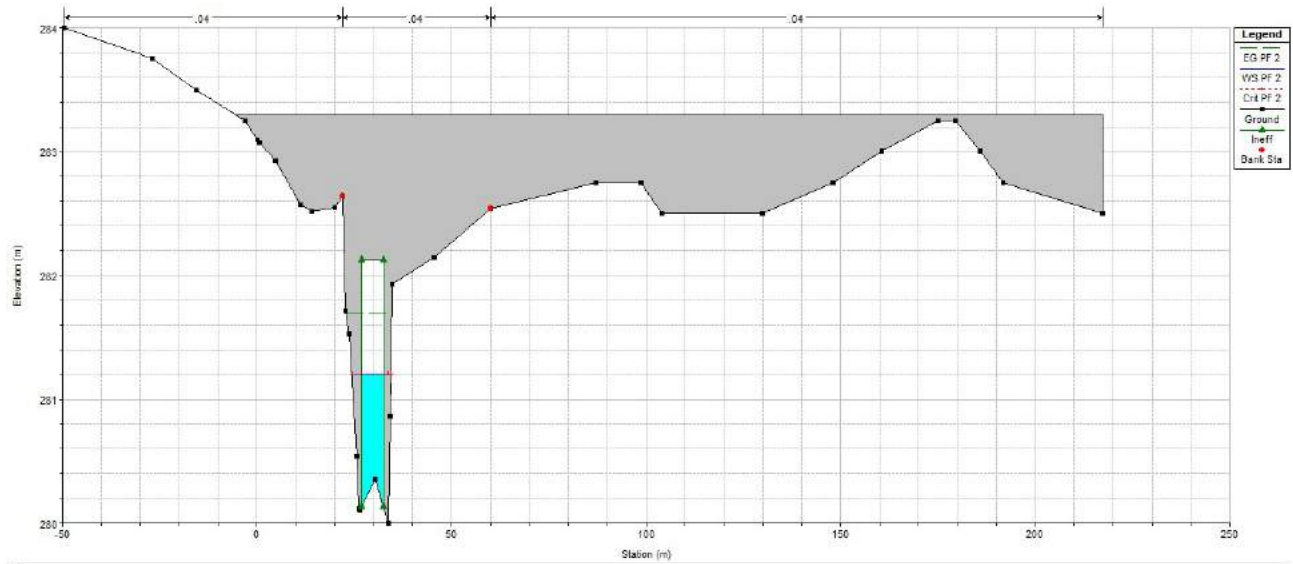 .04 .04 .04
Legend
EG PF 2
WS PF 2
Crit PF 2
Ground
Ineff
Bank Sta
284
283
282
281
280
Elevation (m)
-50 0 50 100 150 200 250
Station (m)